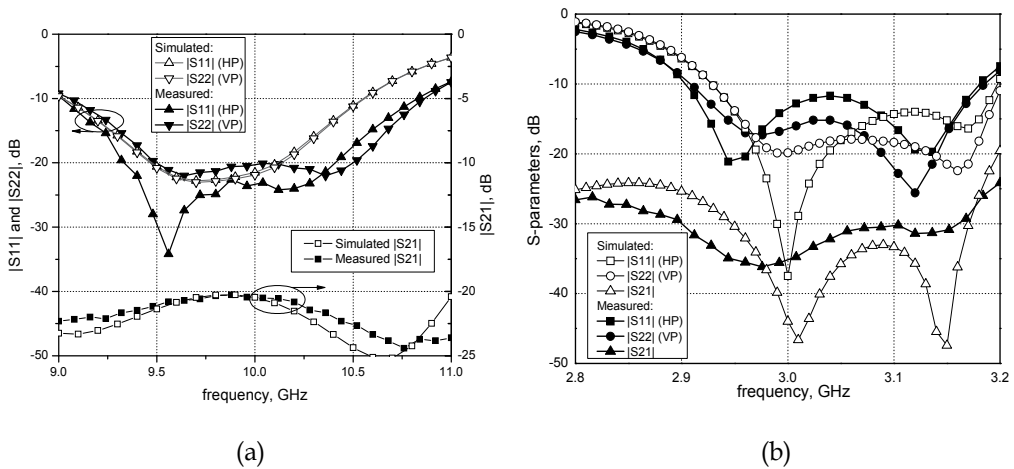 0
-10
-20
-30
-40
-50
|S11| and |S22|, dB
Simulated:
|S11| (HP)
|S22| (VP)
Measured:
|S11| (HP)
|S22| (VP)
Simulated |S21|
Measured |S21|
0
-5
-10
-15
-20
-25
|S21|, dB
9.0 9.5 10.0 10.5 11.0
frequency, GHz
(a)
0
-10
-20
-30
-40
-50
S-parameters, dB
Simulated:
|S11| (HP)
|S22| (VP)
|S21|
Measured:
|S11| (HP)
|S22| (VP)
|S21|
2.8 2.9 3.0 3.1 3.2
frequency, GHz
(b)